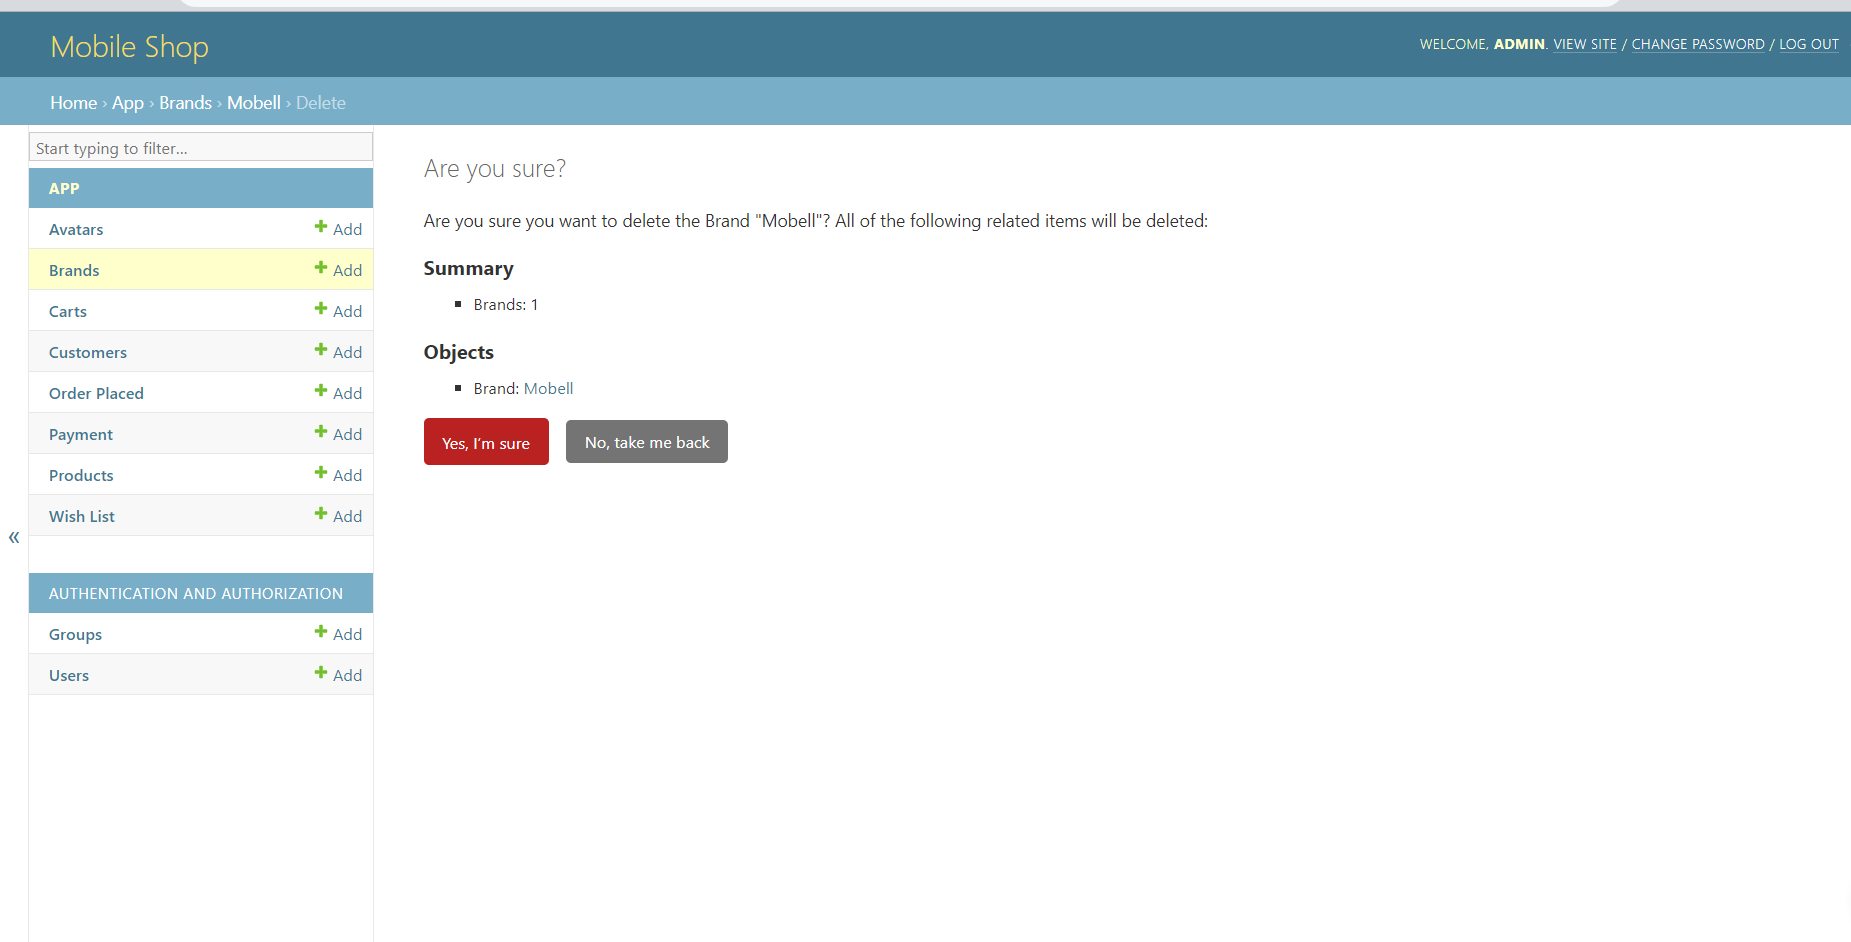 Mobile Shop
WELCOME, ADMIN. VIEW SITE / CHANGE PASSWORD / LOG OUT
Home › App › Brands › Mobell › Delete
Start typing to filter...
APP
Avatars + Add
Brands + Add
Carts + Add
Customers + Add
Order Placed + Add
Payment + Add
Products + Add
Wish List + Add
«
AUTHENTICATION AND AUTHORIZATION
Groups + Add
Users + Add
Are you sure?
Are you sure you want to delete the Brand "Mobell"? All of the following related items will be deleted:
Summary
Brands: 1
Objects
Brand: Mobell
Yes, I’m sure
No, take me back